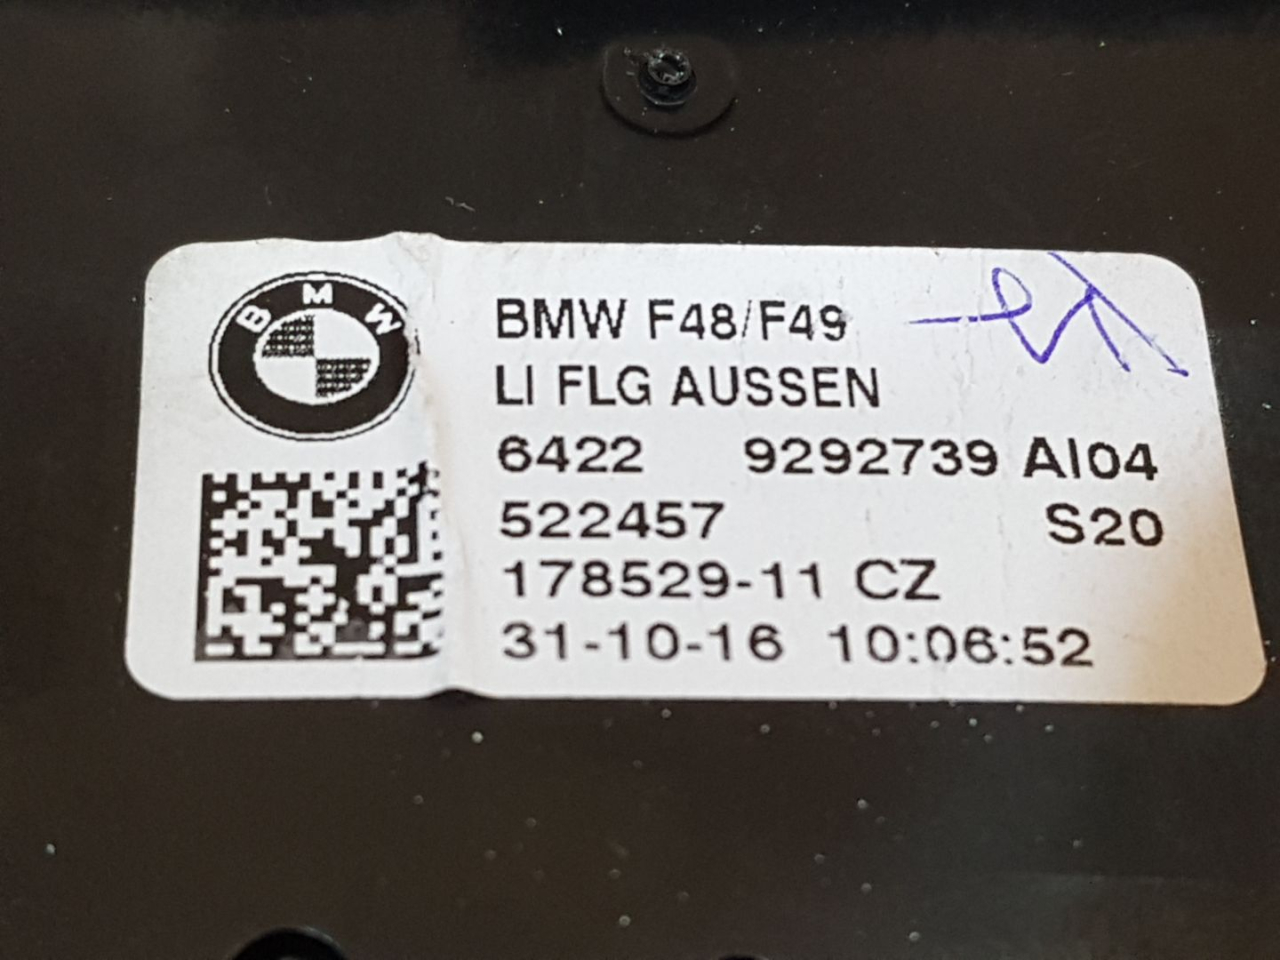 BMW
BMW F48/F49
LI FLG AUSSEN
6422 9292739 AI04
522457 S20
178529-11 CZ
31-10-16 10:06:52